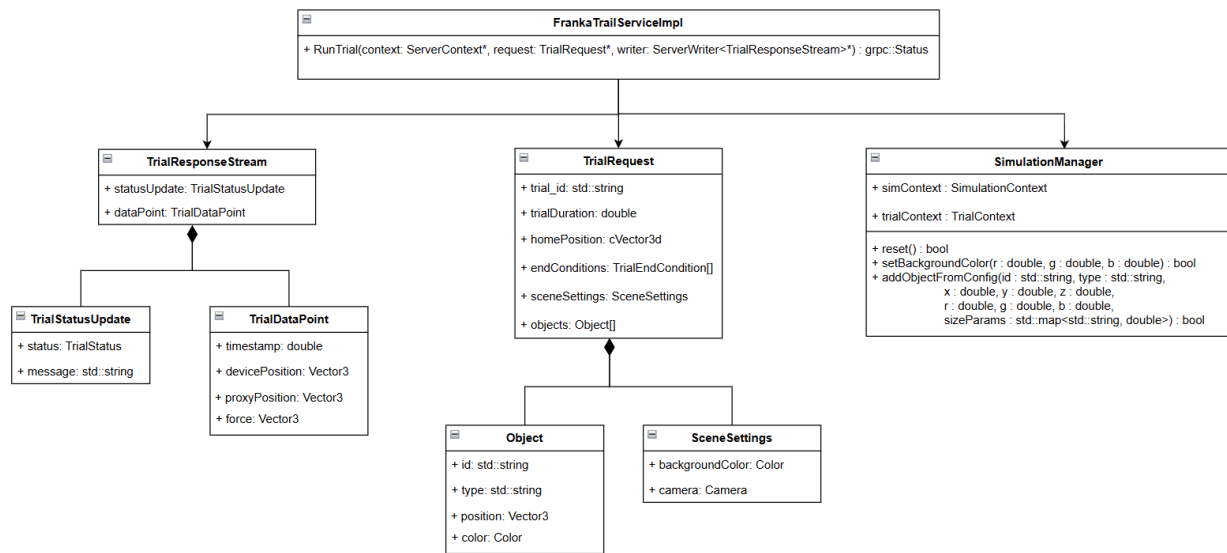 FrankaTrailServiceImpl
+ RunTrial(context: ServerContext*, request: TrialRequest*, writer: ServerWriter<TrialResponseStream>*) : grpc::Status
TrialResponseStream
+ statusUpdate: TrialStatusUpdate
+ dataPoint: TrialDataPoint
TrialRequest
+ trial_id: std::string
+ trialDuration: double
+ homePosition: cVector3d
+ endConditions: TrialEndCondition[]
+ sceneSettings: SceneSettings
+ objects: Object[]
SimulationManager
+ simContext : SimulationContext
+ trialContext : TrialContext
+ reset() : bool
+ setBackgroundColor(r : double, g : double, b : double) : bool
+ addObjectFromConfig(id : std::string, type : std::string,
x : double, y : double, z : double,
r : double, g : double, b : double,
sizeParams : std::map<std::string, double>) : bool
TrialStatusUpdate
+ status: TrialStatus
+ message: std::string
TrialDataPoint
+ timestamp: double
+ devicePosition: Vector3
+ proxyPosition: Vector3
+ force: Vector3
Object
+ id: std::string
+ type: std::string
+ position: Vector3
+ color: Color
SceneSettings
+ backgroundColor: Color
+ camera: Camera